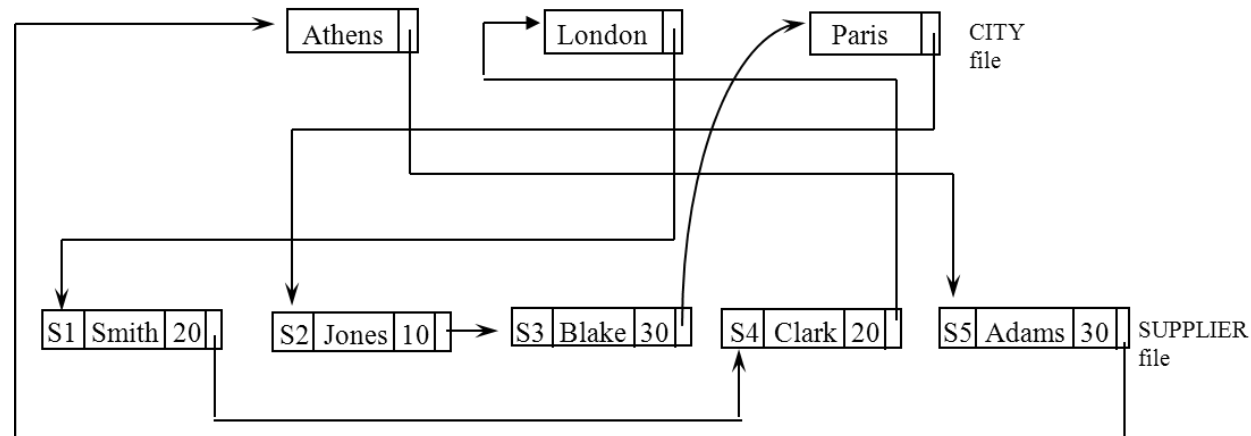 Athens London Paris CITY
file
S1 Smith 20 S2 Jones 10 S3 Blake 30 S4 Clark 20 S5 Adams 30 SUPPLIER
file